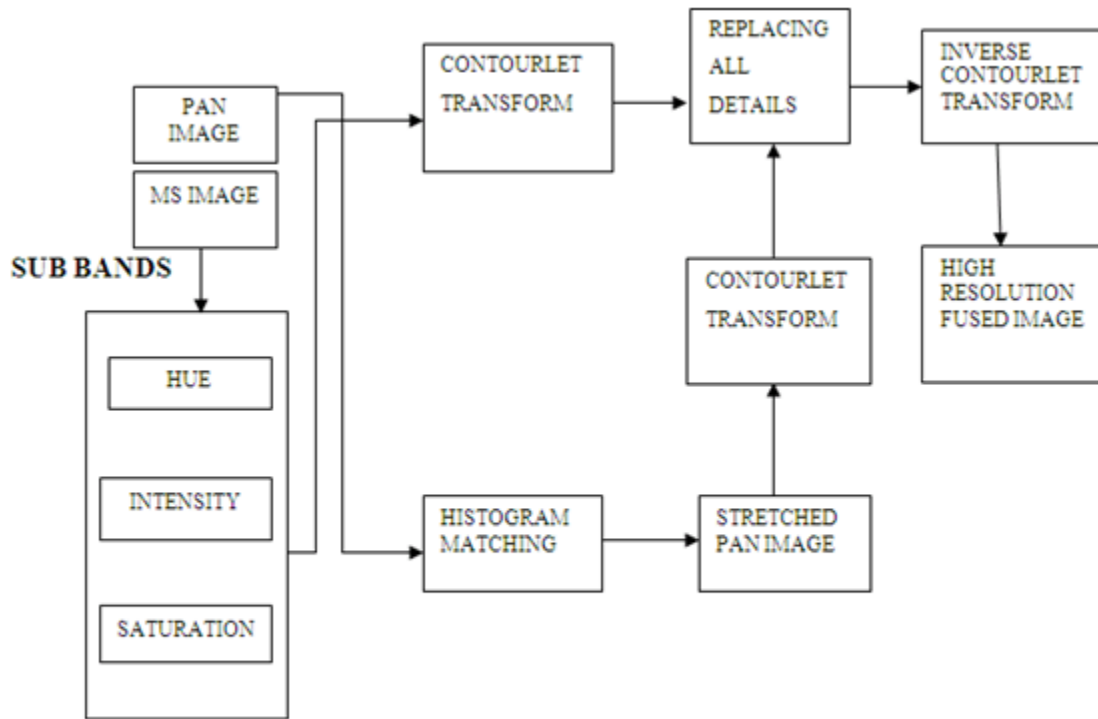 PAN
IMAGE
MS IMAGE
SUB BANDS
HUE
INTENSITY
SATURATION
CONTOURLET
TRANSFORM
HISTOGRAM
MATCHING
REPLACING
ALL
DETAILS
CONTOURLET
TRANSFORM
STRETCHED
PAN IMAGE
INVERSE
CONTOURLET
TRANSFORM
HIGH
RESOLUTION
FUSED IMAGE